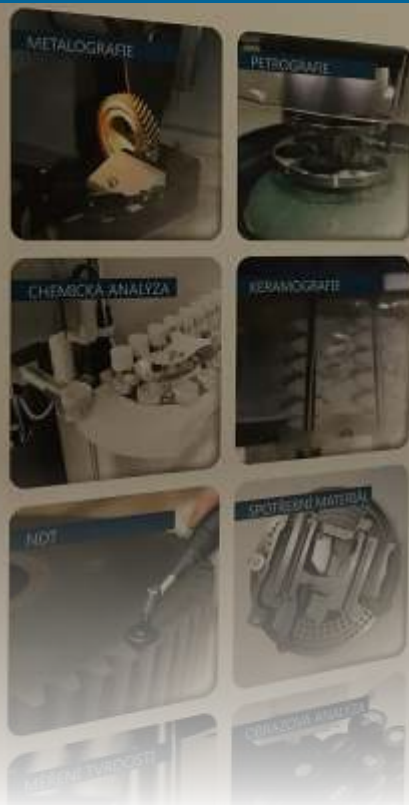 METALOGRAFIE
PETROGRAFIE
CHEMICKÁ ANALÝZA
KERAMOGRAFIE
NDT
SPOTŘEBNÍ MATERIÁL
MĚŘENÍ TVRDOSTI
OBRAZOVÁ ANALÝZA